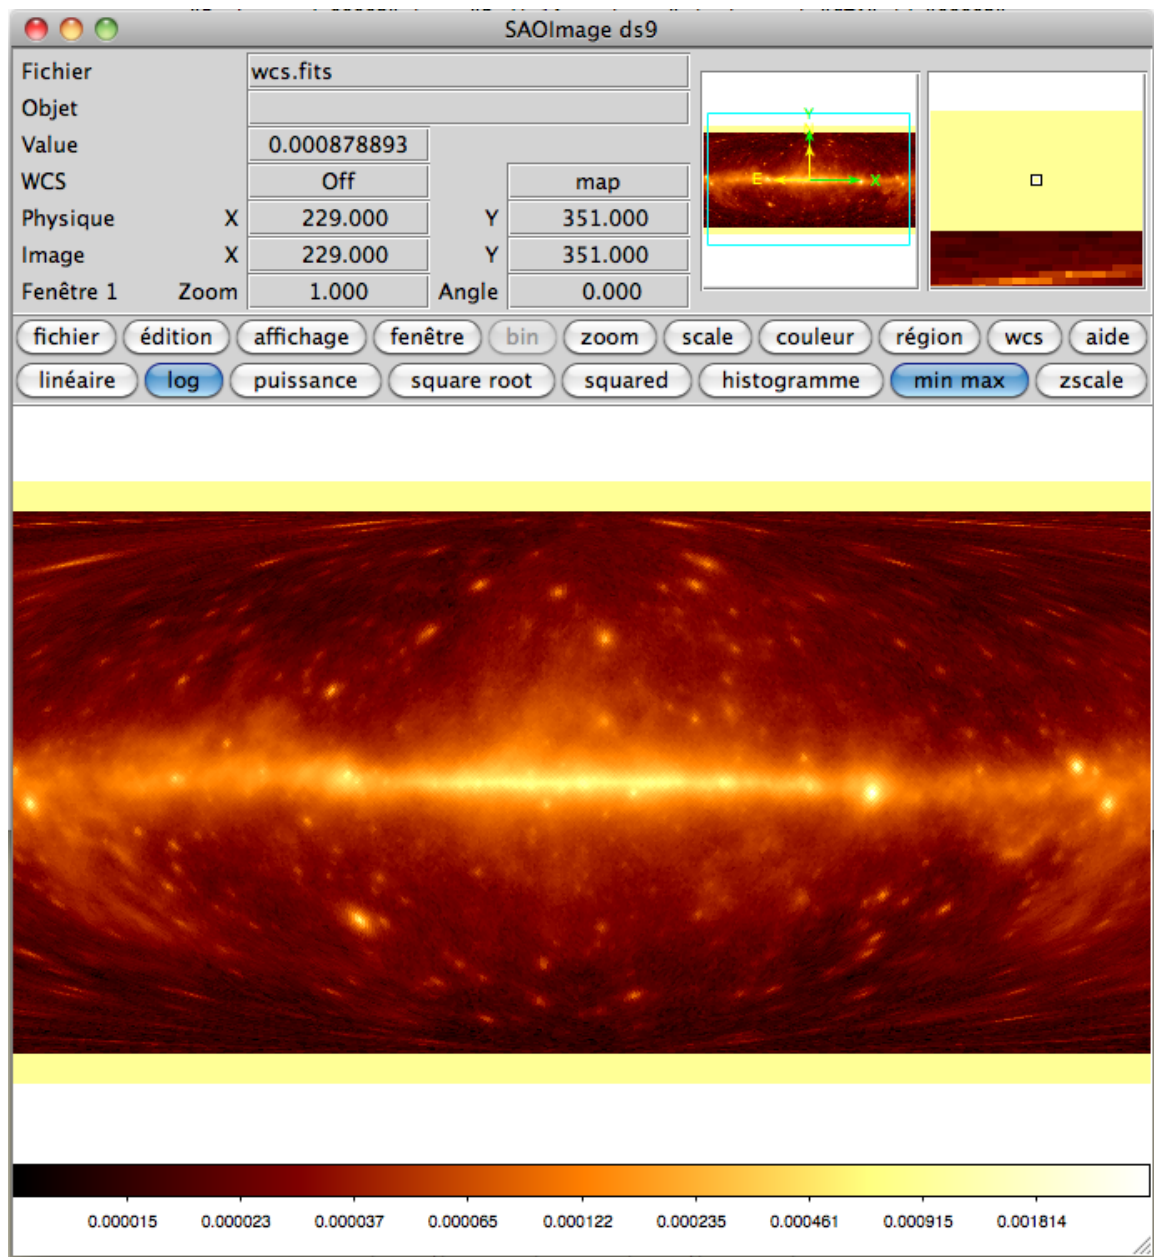 SAOImage ds9
Fichier wcs.fits
Objet
Value 0.000878893
WCS Off map
Physique X 229.000 Y 351.000
Image X 229.000 Y 351.000
Fenêtre 1 Zoom 1.000 Angle 0.000
Y
N
E X
fichier édition affichage fenêtre bin zoom scale couleur région wcs aide
linéaire log puissance square root squared histogramme min max zscale
0.000015 0.000023 0.000037 0.000065 0.000122 0.000235 0.000461 0.000915 0.001814